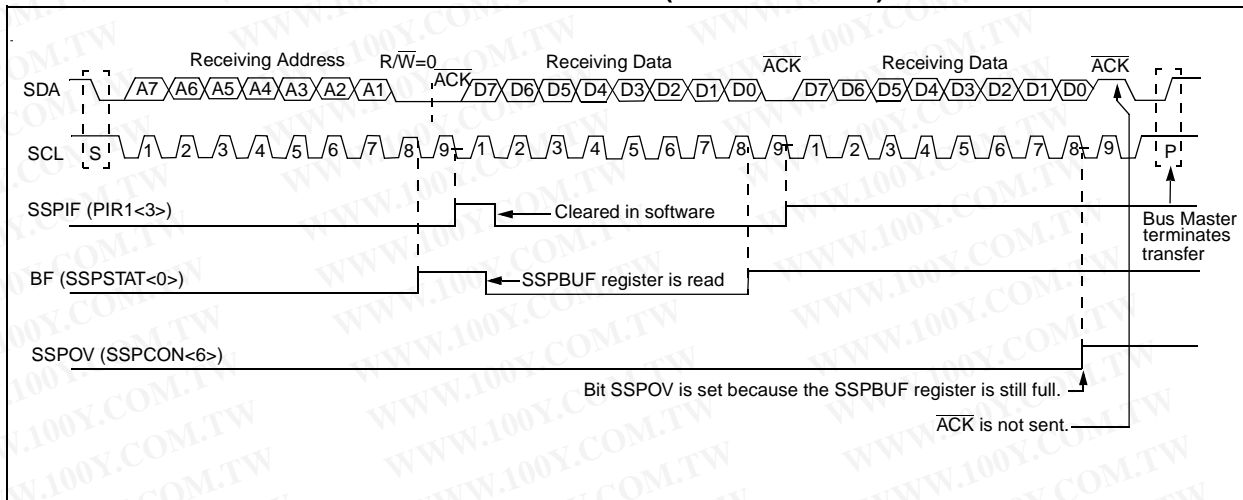 Receiving Address R/W̅=0 Receiving Data A̅C̅K̅ Receiving Data A̅C̅K̅
A̅C̅K̅
SDA A7 A6 A5 A4 A3 A2 A1 D7 D6 D5 D4 D3 D2 D1 D0 D7 D6 D5 D4 D3 D2 D1 D0
SCL S 1 2 3 4 5 6 7 8 9 1 2 3 4 5 6 7 8 9 1 2 3 4 5 6 7 8 9 P
SSPIF (PIR1<3>) Cleared in software
Bus Master
terminates
transfer
BF (SSPSTAT<0>) SSPBUF register is read
SSPOV (SSPCON<6>)
Bit SSPOV is set because the SSPBUF register is still full.
A̅C̅K̅ is not sent.
WWW.100Y.COM.TW